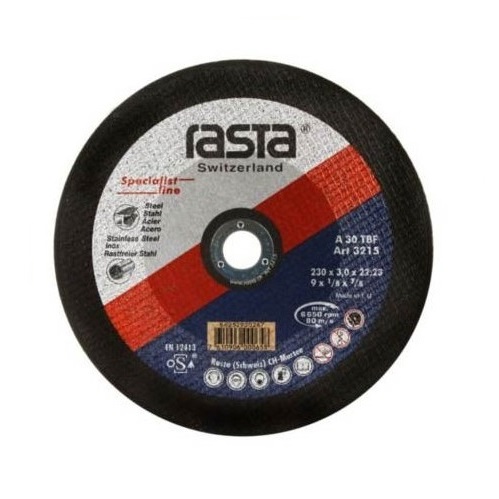 rasta®
Switzerland
Specialist
line
Steel
Stahl
Acier
Acero
Stainless Steel
Inox
Rostfreier Stahl
A 30 TBF
Art 3215
230 x 3,0 x 22,23
9 x 1/8 x 7/8
Made in E.U.
max.
6650 rpm
80 m/s
EN 12413
oSa
Rasta (Schweiz) CH-Murten